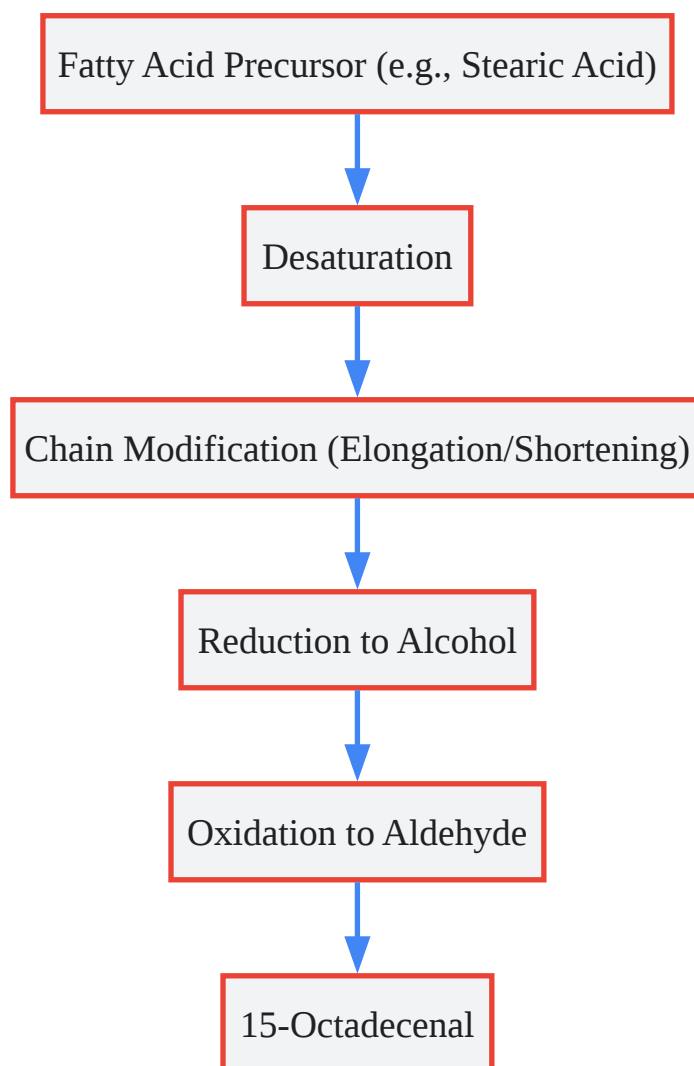 Fatty Acid Precursor (e.g., Stearic Acid)
Desaturation
Chain Modification (Elongation/Shortening)
Reduction to Alcohol
Oxidation to Aldehyde
15-Octadecenal